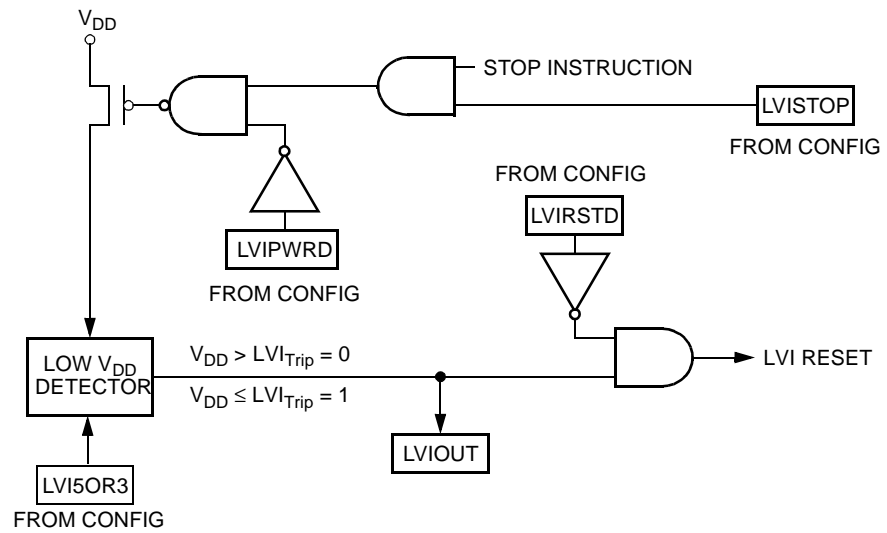 VDD
STOP INSTRUCTION
LVISTOP
FROM CONFIG
FROM CONFIG
LVIRSTD
LVIPWRD
FROM CONFIG
LOW VDD
DETECTOR
VDD > LVITrip = 0
VDD ≤ LVITrip = 1
LVI RESET
LVIOUT
LVI5OR3
FROM CONFIG